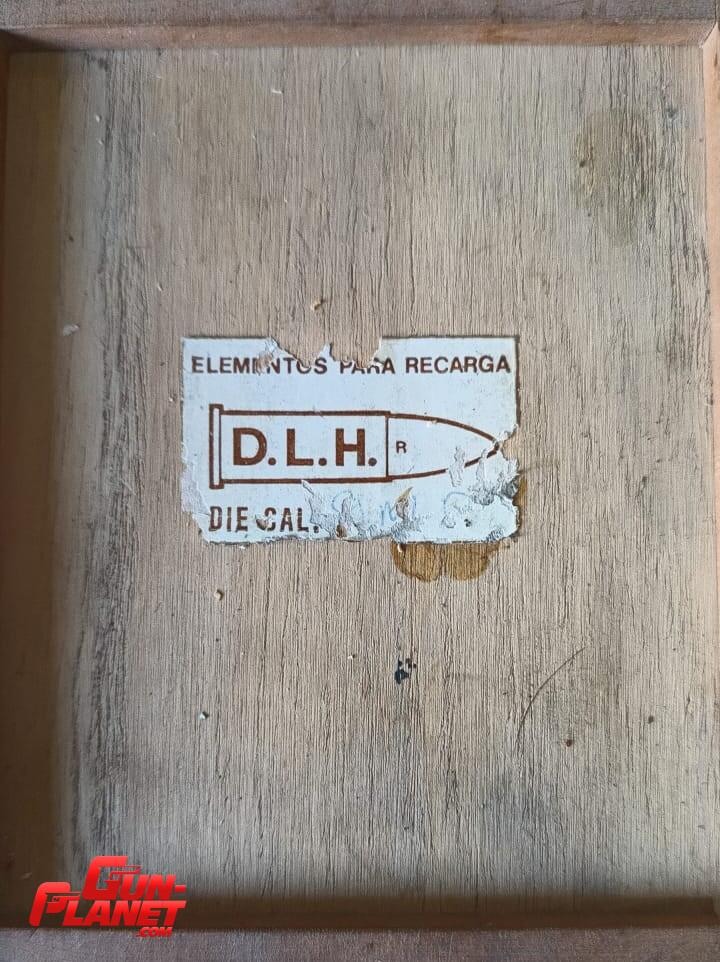 ELEMENTOS PARA RECARGA
D.L.H. R
DIE CAL.
GUN-
PLANET
.COM